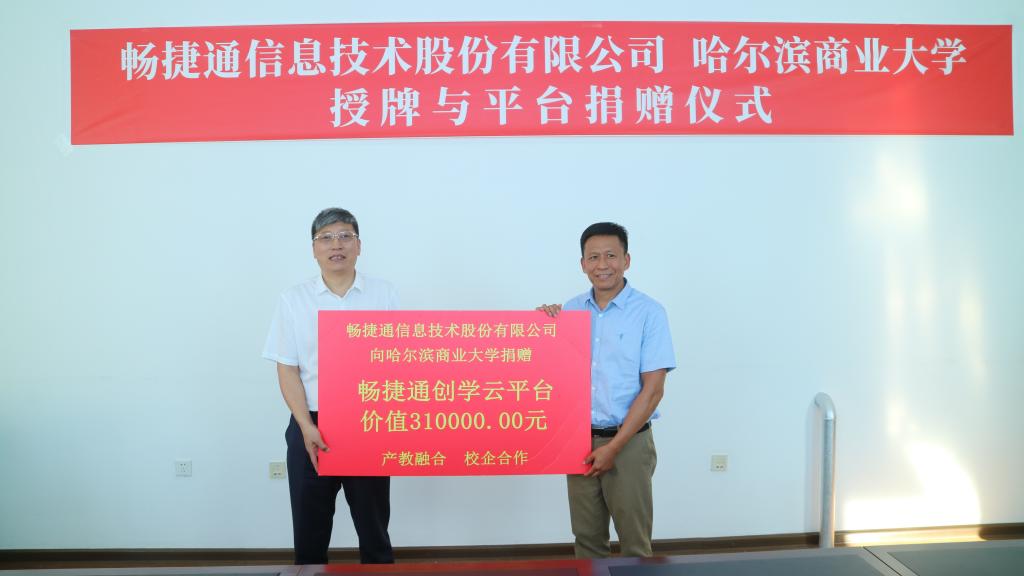 畅捷通信息技术股份有限公司 哈尔滨商业大学
授牌与平台捐赠仪式
畅捷通信息技术股份有限公司
向哈尔滨商业大学捐赠
畅捷通创学云平台
价值310000.00元
产教融合 校企合作